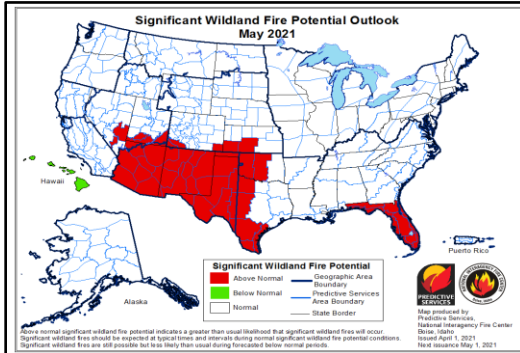 Significant Wildland Fire Potential Outlook
May 2021
Hawaii
Alaska
Puerto Rico
Significant Wildland Fire Potential
Above Normal
Below Normal
Normal
Geographic Area
Boundary
Predictive Services
Area Boundary
State Border
PREDICTIVE
SERVICES
Map produced by
Predictive Services,
National Interagency Fire Center
Boise, Idaho
Issued April 1, 2021
Next issuance May 1, 2021
Above normal significant wildland fire potential indicates a greater than usual likelihood that significant wildland fires will occur.
Significant wildland fires should be expected at typical times and intervals during normal significant wildland fire potential conditions.
Significant wildland fires are still possible but less likely than usual during forecasted below normal periods.